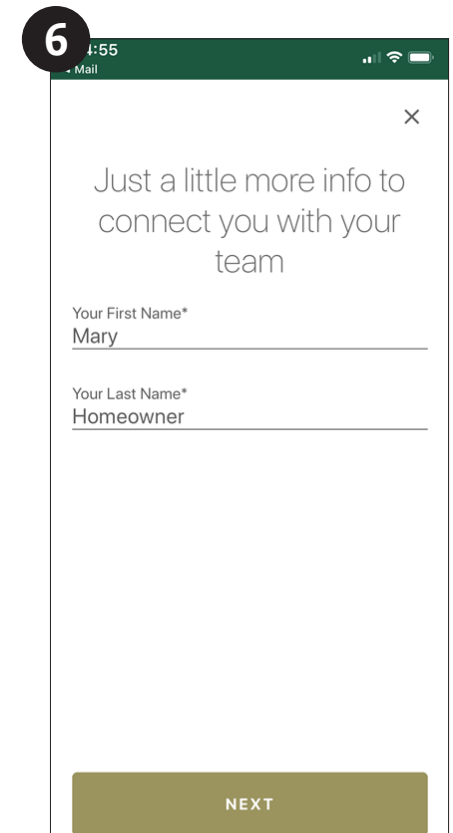 6
:55
Mail
Just a little more info to
connect you with your
team
Your First Name*
Mary
Your Last Name*
Homeowner
NEXT